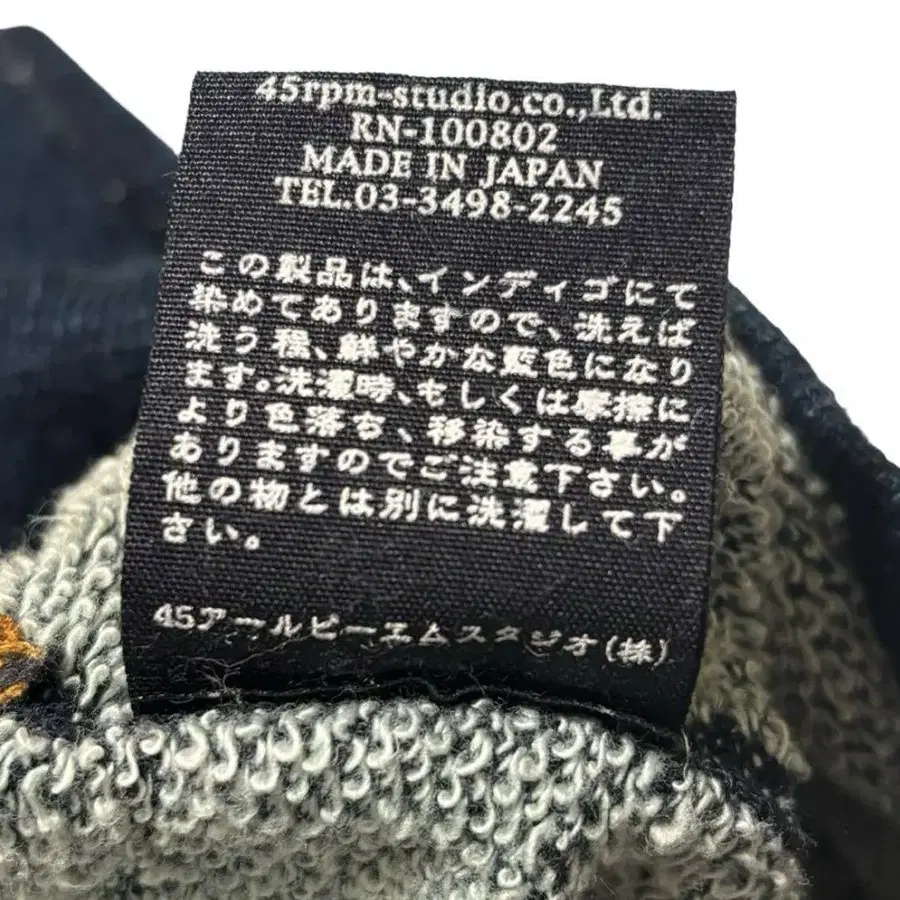 45rpm-studio.co.,Ltd.
RN-100802
MADE IN JAPAN
TEL.03-3498-2245
この製品は、インディゴにて
染めてありますので、洗えば
洗う程、鮮やかな藍色になり
ます。洗濯時、もしくは摩擦に
より色落ち、移染する事が
ありますのでご注意下さい。
他の物とは別に洗濯して下
さい。
45アールピーエムスタジオ(株)